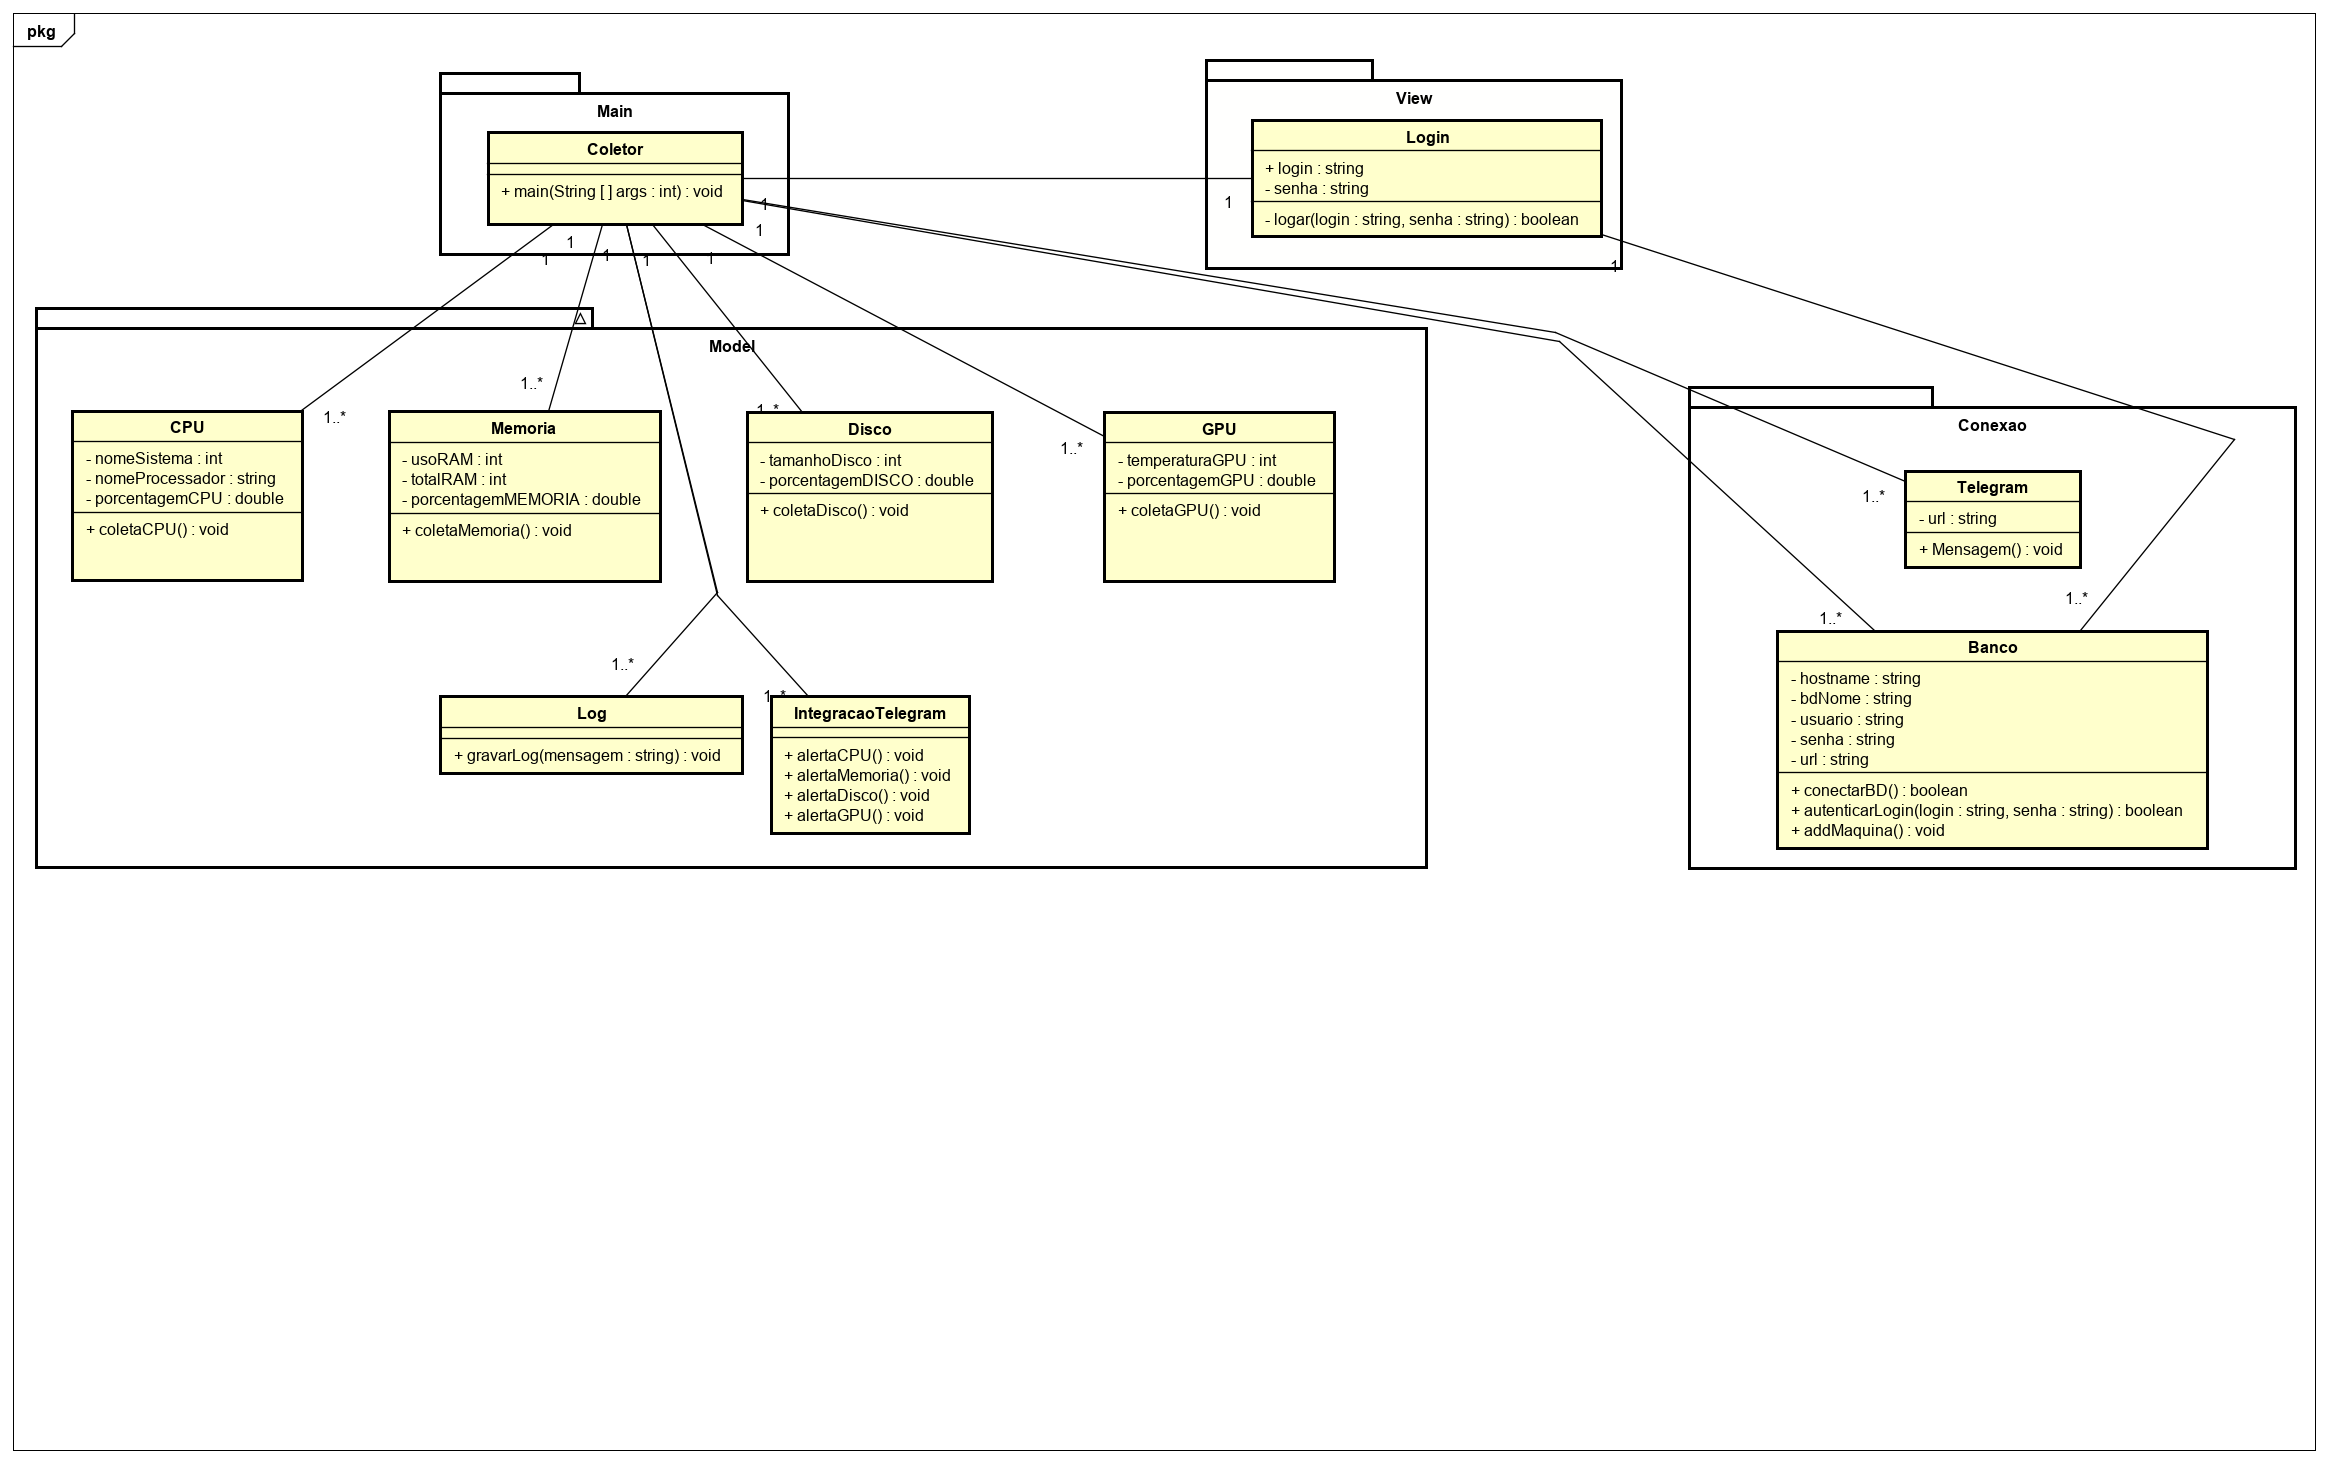 pkg
Main
Coletor
+ main(String [ ] args : int) : void
View
Login
+ login : string
- senha : string
- logar(login : string, senha : string) : boolean
1
1
1
1
1
1
1
1
1
Model
1..*
1..*
1..*
1..*
CPU
- nomeSistema : int
- nomeProcessador : string
- porcentagemCPU : double
+ coletaCPU() : void
Memoria
- usoRAM : int
- totalRAM : int
- porcentagemMEMORIA : double
+ coletaMemoria() : void
Disco
- tamanhoDisco : int
- porcentagemDISCO : double
+ coletaDisco() : void
GPU
- temperaturaGPU : int
- porcentagemGPU : double
+ coletaGPU() : void
1..*
1..*
Log
+ gravarLog(mensagem : string) : void
IntegracaoTelegram
+ alertaCPU() : void
+ alertaMemoria() : void
+ alertaDisco() : void
+ alertaGPU() : void
Conexao
1..*
Telegram
- url : string
+ Mensagem() : void
1..*
1..*
Banco
- hostname : string
- bdNome : string
- usuario : string
- senha : string
- url : string
+ conectarBD() : boolean
+ autenticarLogin(login : string, senha : string) : boolean
+ addMaquina() : void